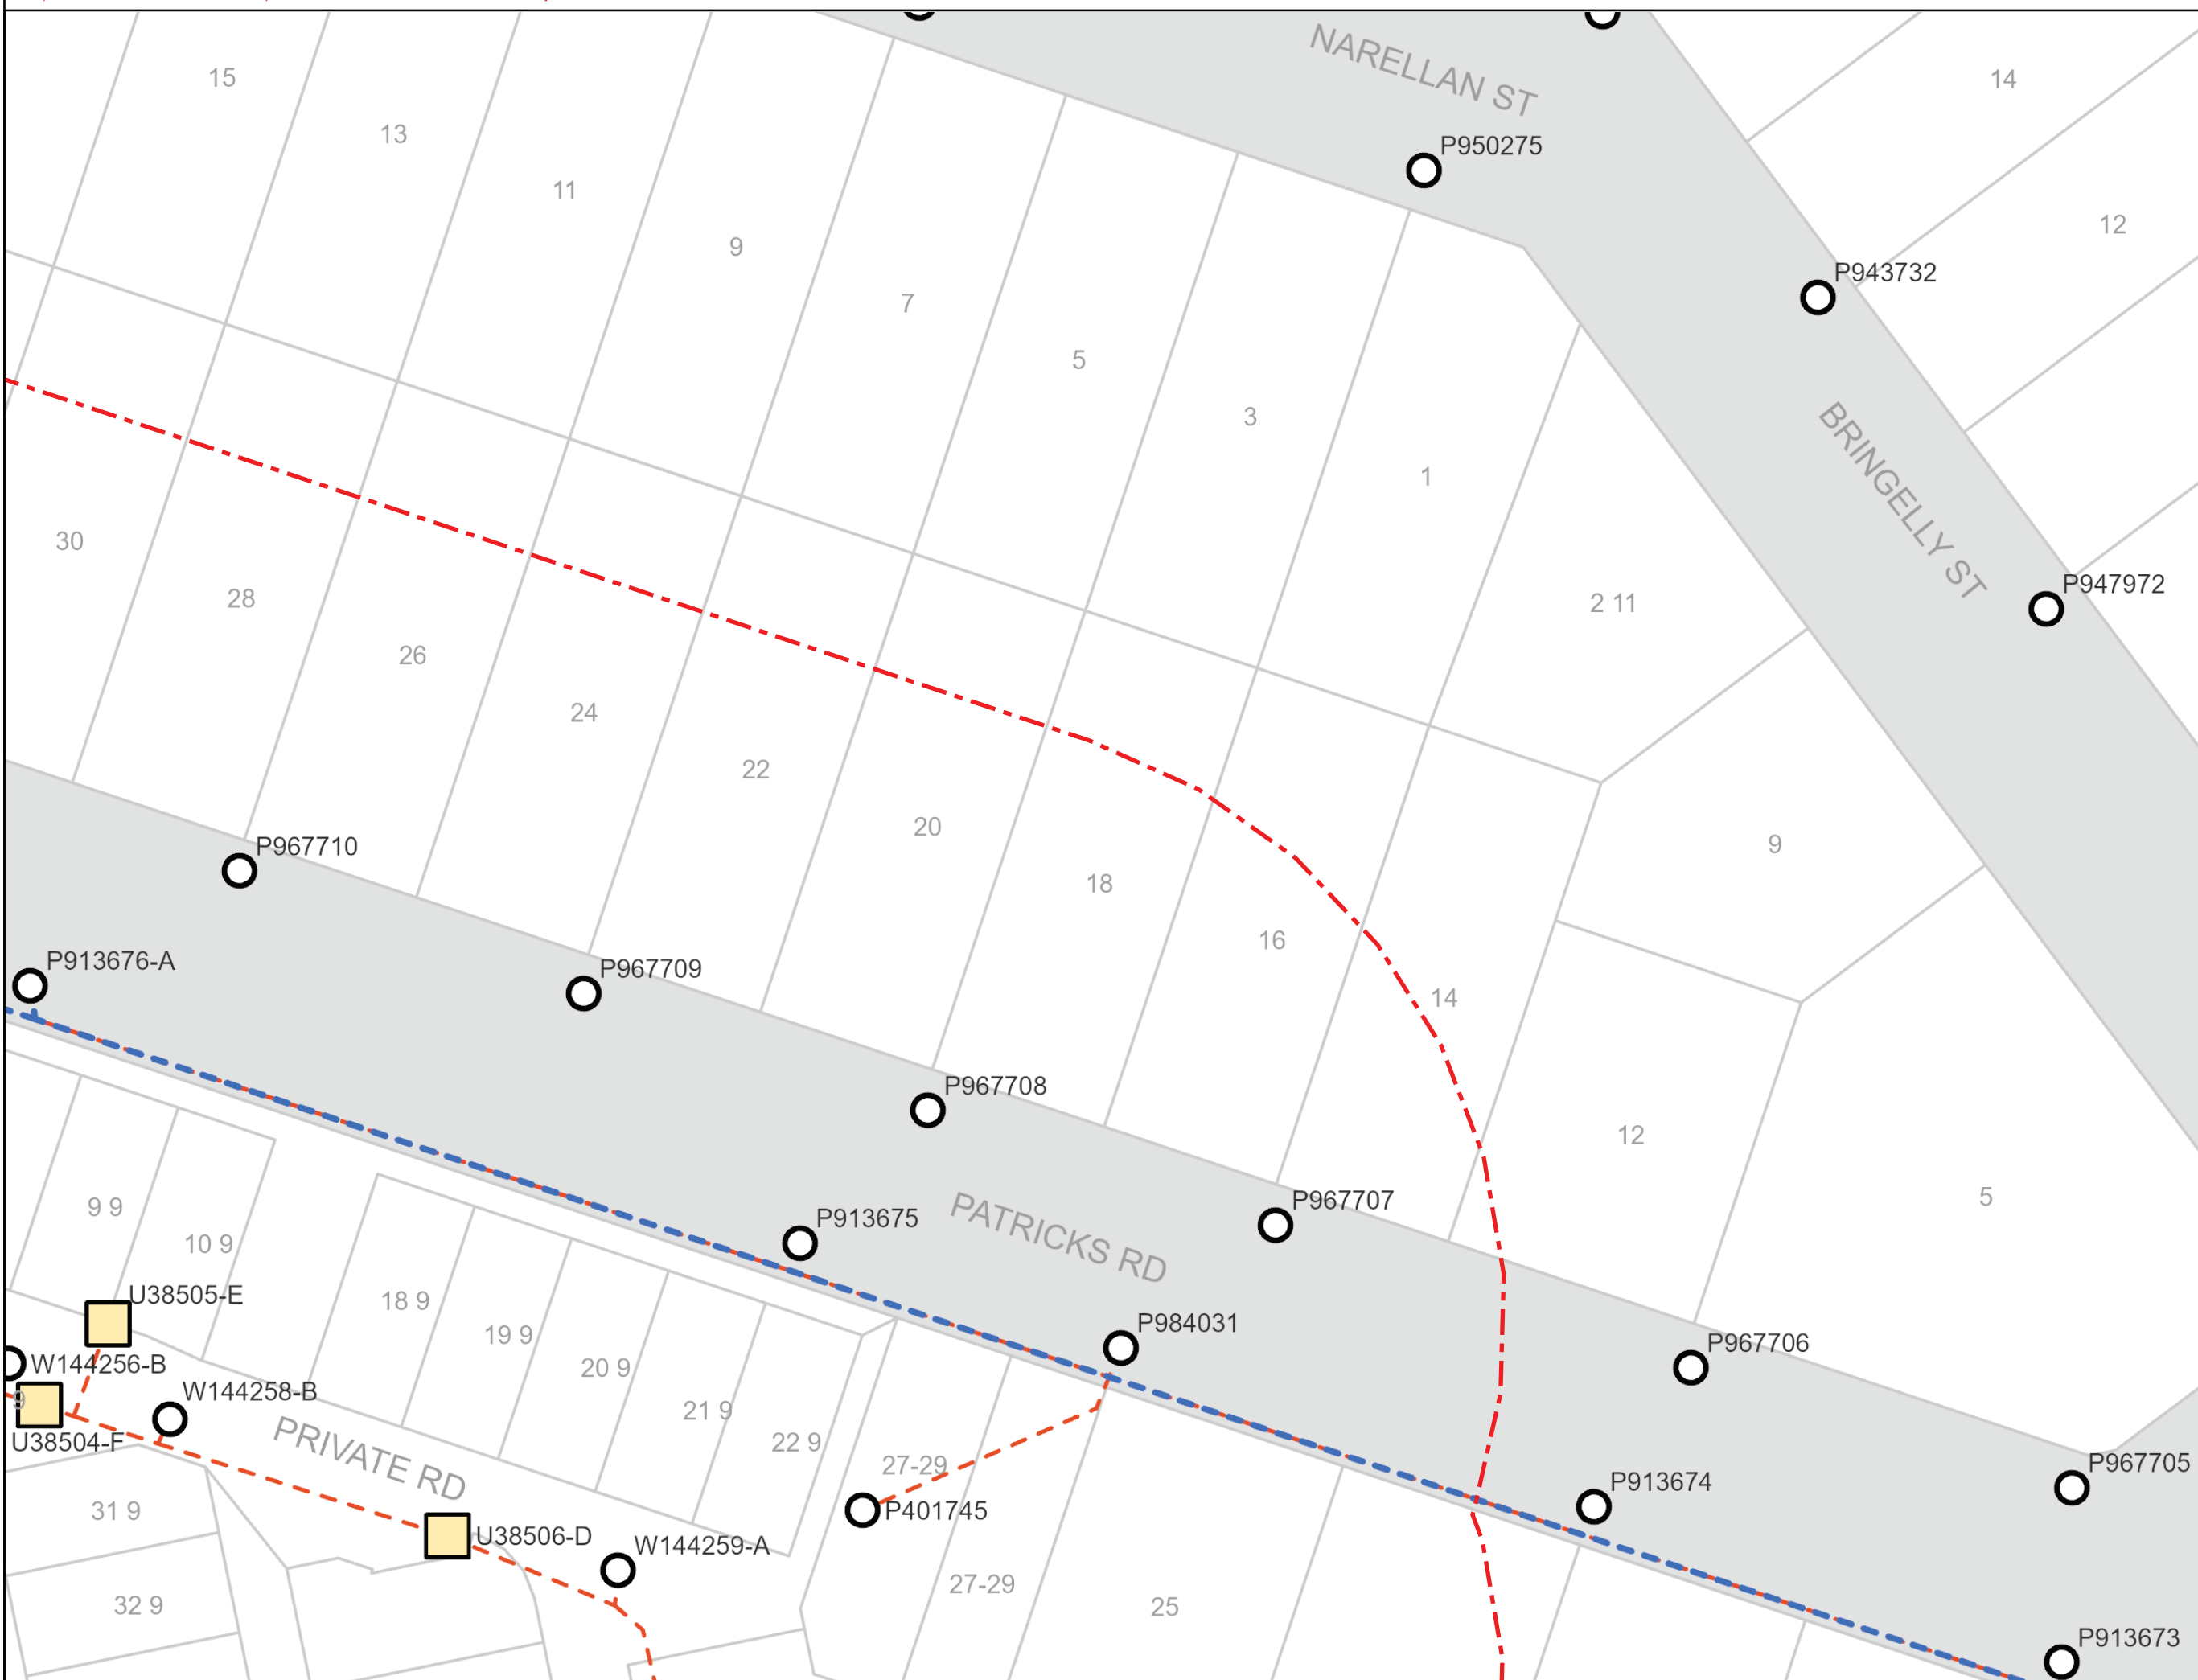 NARELLAN ST
15
14
13
P950275
11
12
9
P943732
7
5
3
BRINGELLY ST
1
30
P947972
28
2 11
26
24
22
20
9
P967710
18
16
P913676-A
P967709
14
P967708
12
9 9
P967707
5
P913675
PATRICKS RD
10 9
U38505-E
18 9
P984031
19 9
P967706
W144256-B
20 9
9
W144258-B
21 9
U38504-F
22 9
PRIVATE RD
27-29
P967705
P913674
31 9
P401745
U38506-D
W144259-A
27-29
32 9
25
P913673